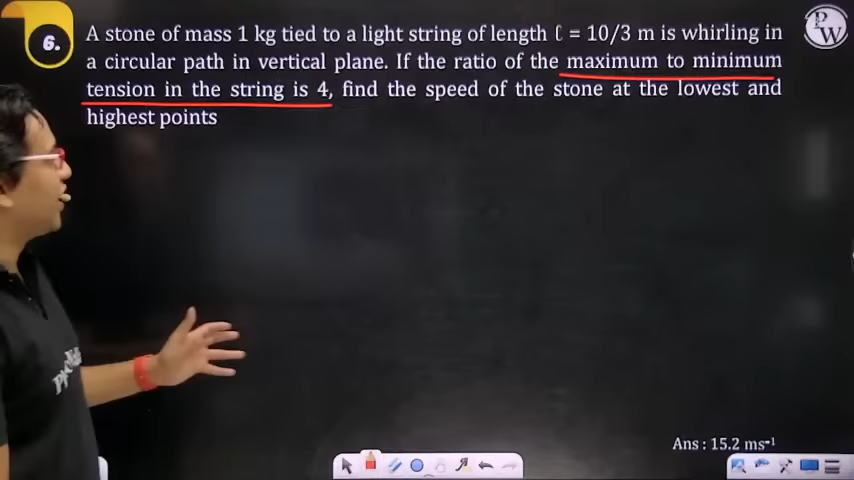 6.
A stone of mass 1 kg tied to a light string of length ℓ = 10/3 m is whirling in
a circular path in vertical plane. If the ratio of the maximum to minimum
tension in the string is 4, find the speed of the stone at the lowest and
highest points
PW
Ans : 15.2 ms⁻¹